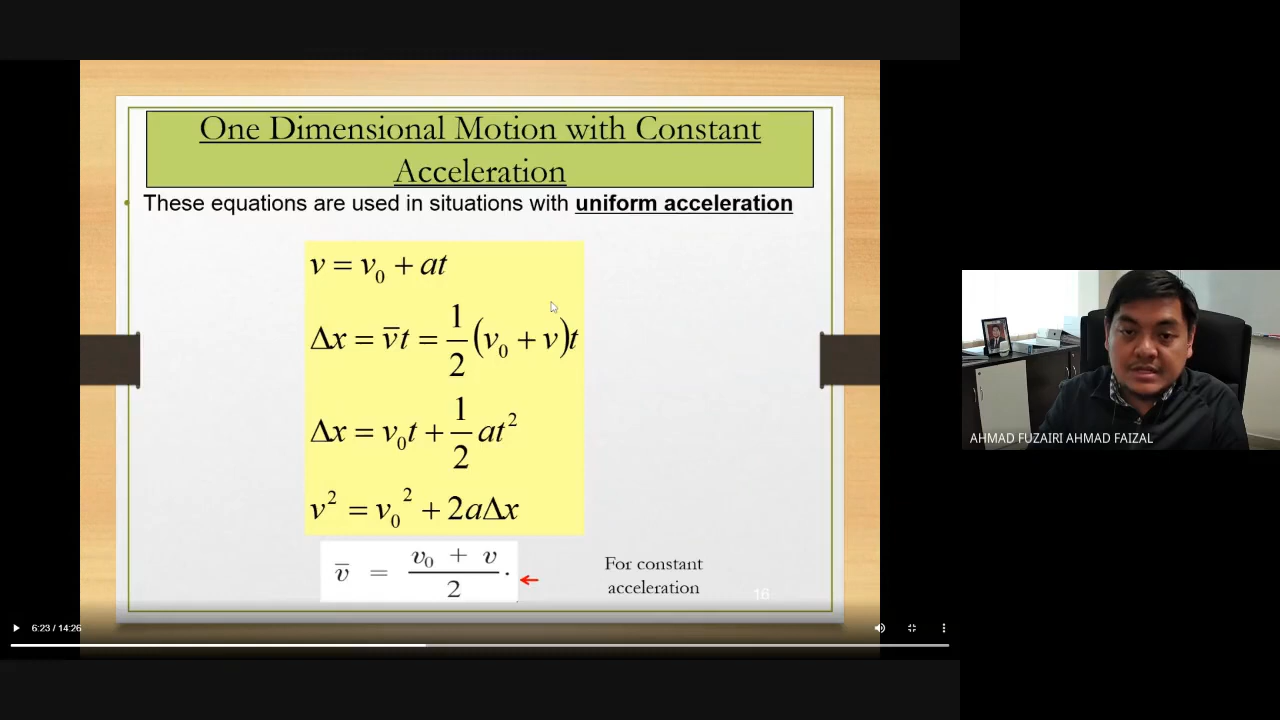 One Dimensional Motion with Constant
Acceleration
• These equations are used in situations with uniform acceleration
v = v₀ + at
Δx = v̄t = 1/2 (v₀ + v)t
Δx = v₀t + 1/2 at²
v² = v₀² + 2aΔx
v̄ = (v₀ + v)/2 .
For constant
acceleration
16
6:23 / 14:26
AHMAD FUZAIRI AHMAD FAIZAL